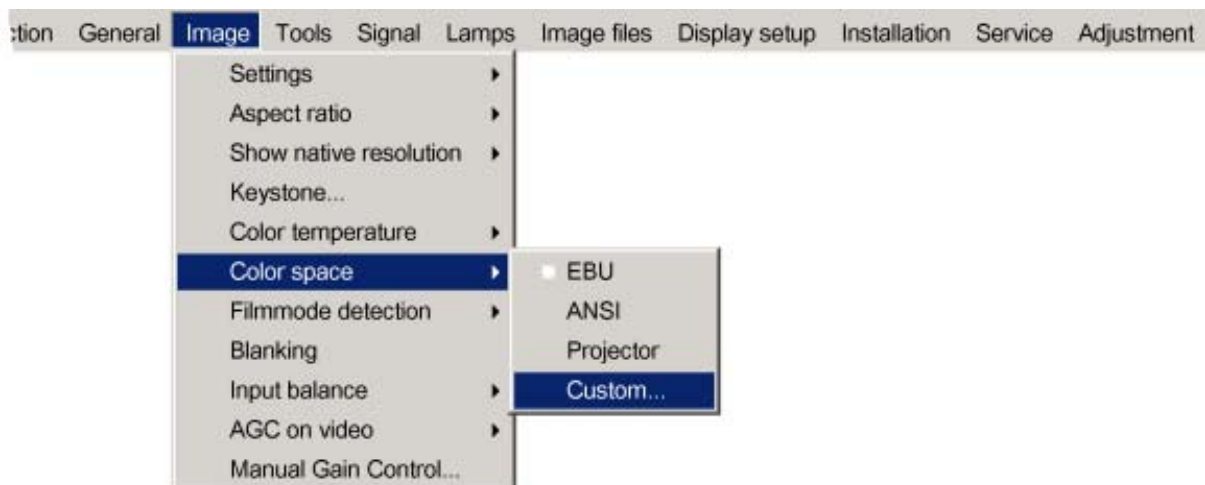 ction General Image Tools Signal Lamps Image files Display setup Installation Service Adjustment
Settings
Aspect ratio
Show native resolution
Keystone...
Color temperature
Color space
EBU
Filmmode detection
ANSI
Blanking
Projector
Input balance
Custom...
AGC on video
Manual Gain Control...